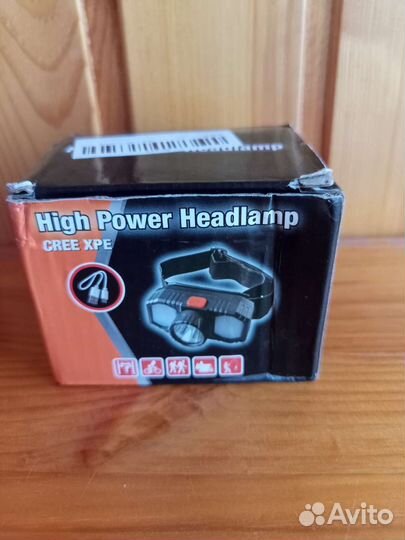 Headlamp
High Power Headlamp
CREE XPE
Avito